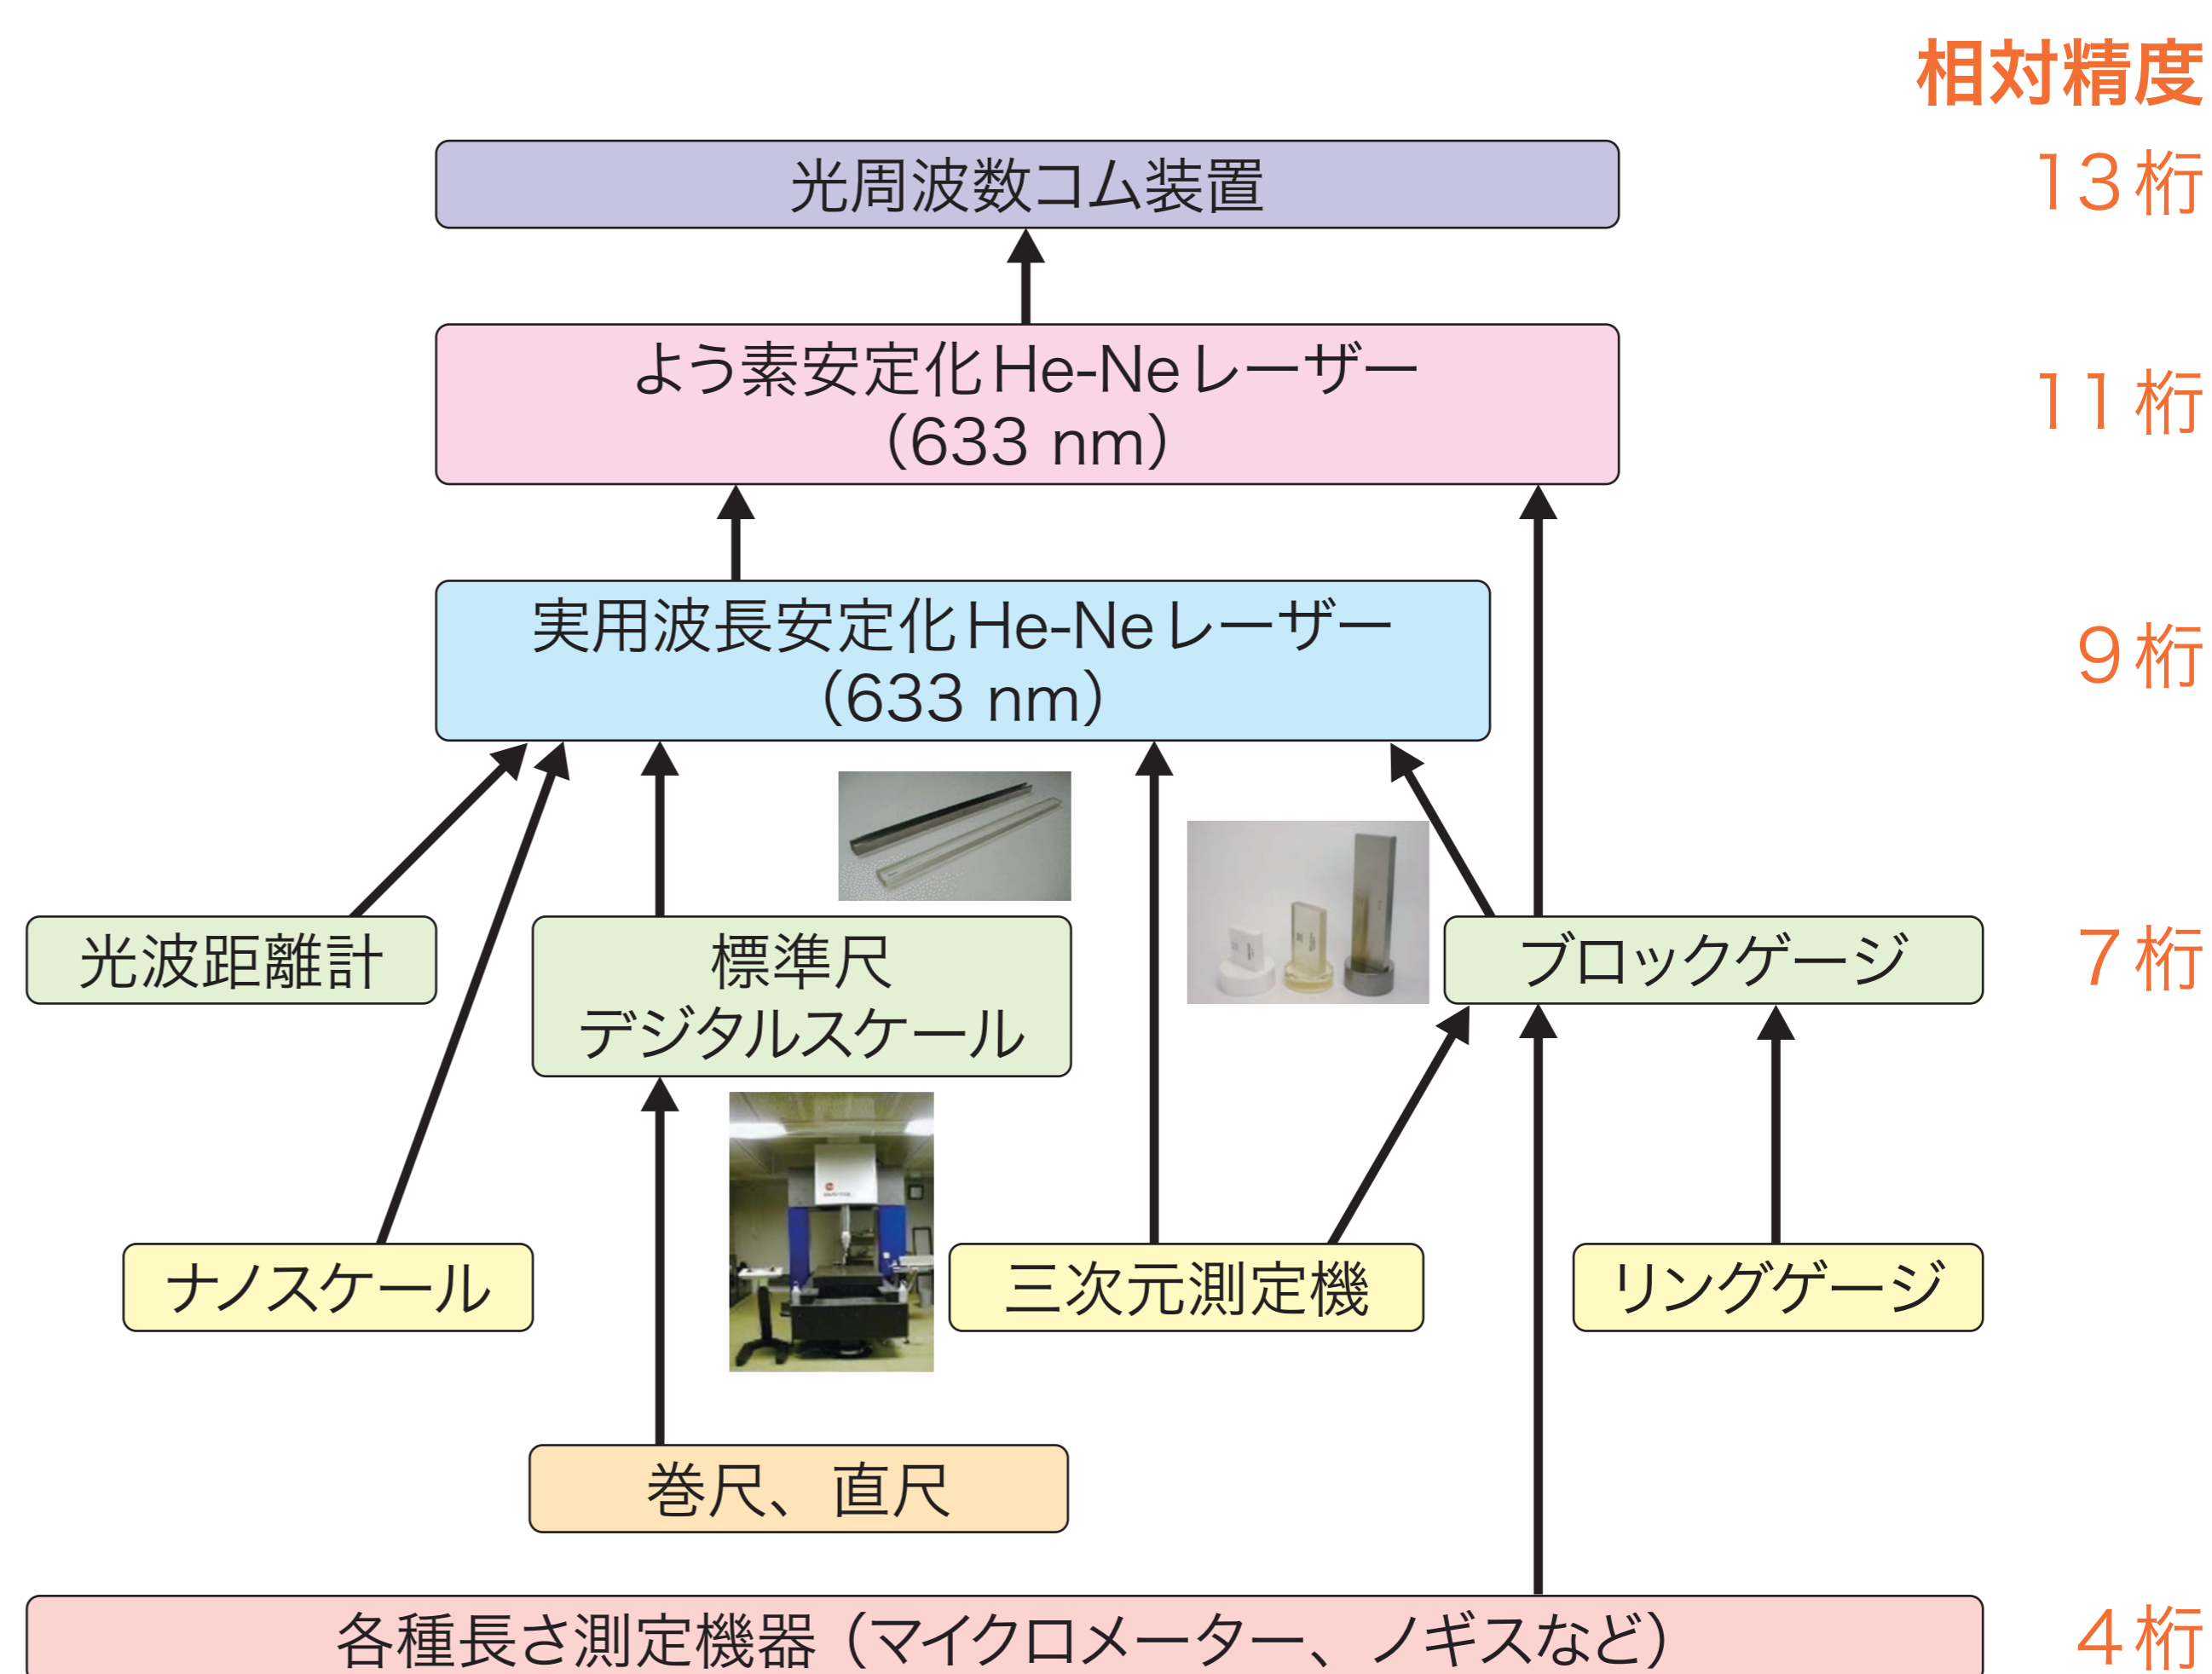 相対精度
光周波数コム装置
13桁
よう素安定化He-Neレーザー
(633 nm)
11桁
実用波長安定化He-Neレーザー
(633 nm)
9桁
光波距離計
標準尺
デジタルスケール
ブロックゲージ
7桁
ナノスケール
三次元測定機
リングゲージ
巻尺、直尺
各種長さ測定機器（マイクロメーター、ノギスなど）
4桁